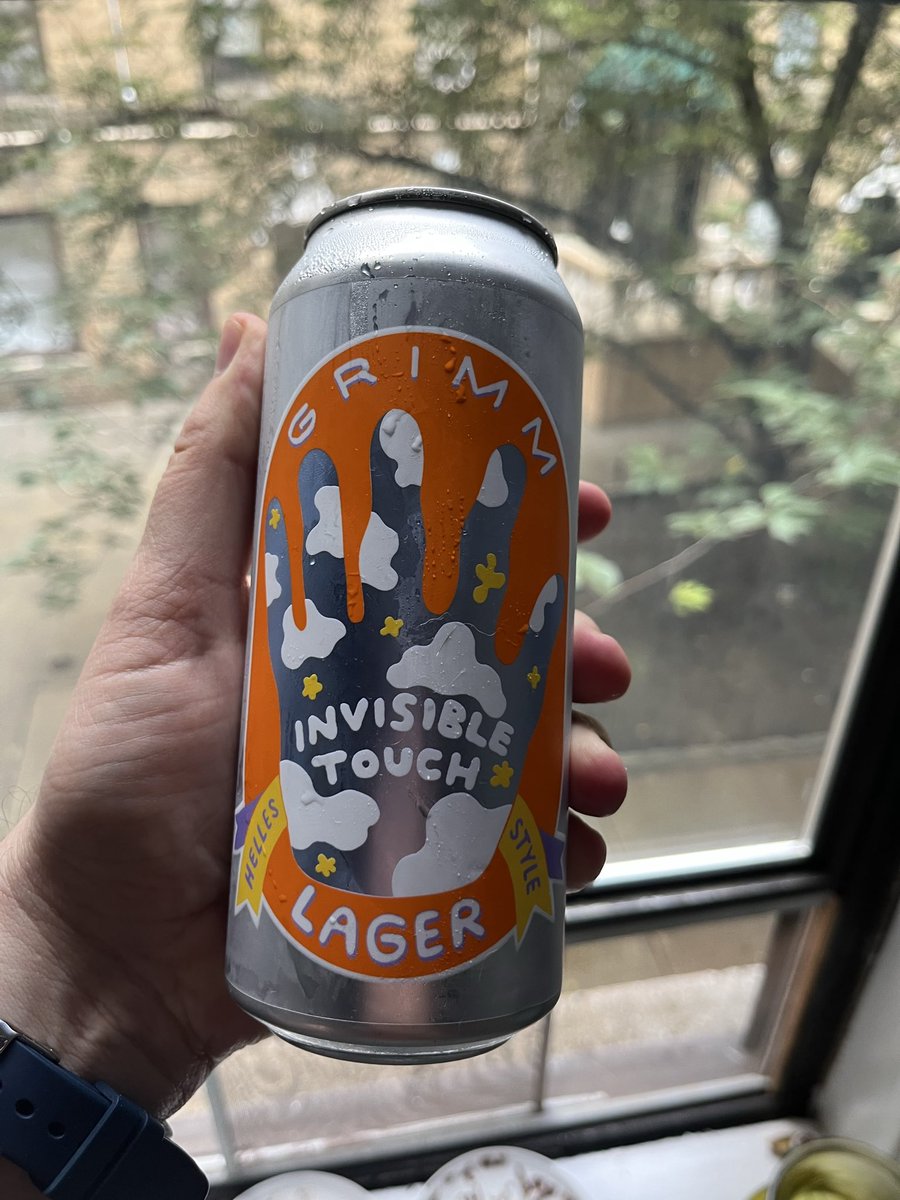 GRIMM
INVISIBLE
TOUCH
HELLES
STYLE
LAGER